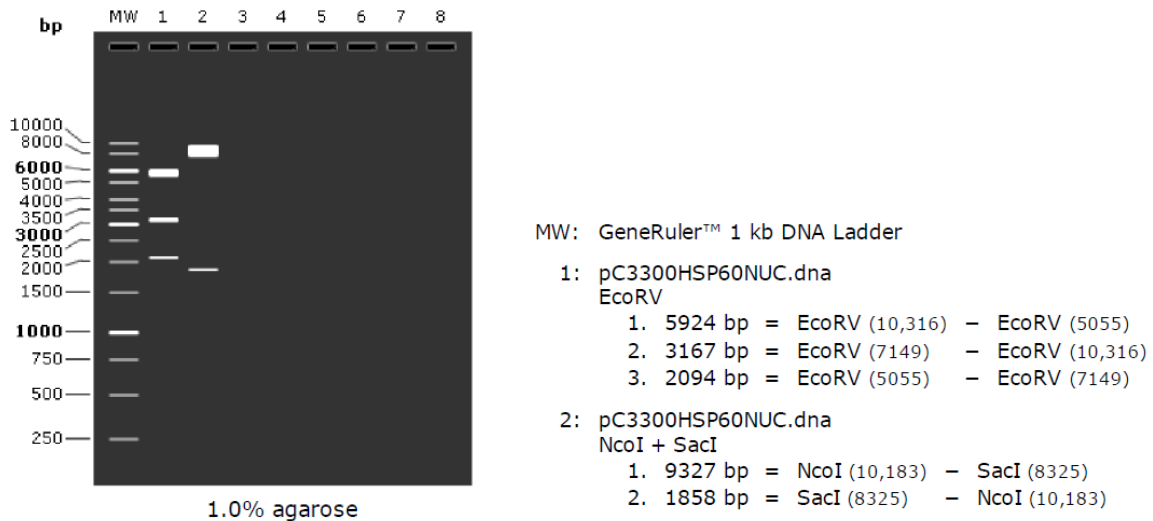 bp
MW 1 2 3 4 5 6 7 8
10000
8000
6000
5000
4000
3500
3000
2500
2000
1500
1000
750
500
250
1.0% agarose
MW: GeneRuler™ 1 kb DNA Ladder
1: pC3300HSP60NUC.dna
EcoRV
1. 5924 bp = EcoRV (10,316) – EcoRV (5055)
2. 3167 bp = EcoRV (7149) – EcoRV (10,316)
3. 2094 bp = EcoRV (5055) – EcoRV (7149)
2: pC3300HSP60NUC.dna
NcoI + SacI
1. 9327 bp = NcoI (10,183) – SacI (8325)
2. 1858 bp = SacI (8325) – NcoI (10,183)